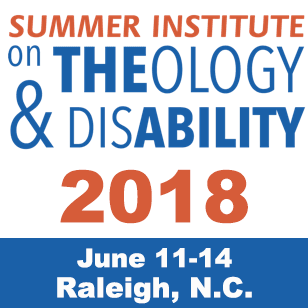 SUMMER INSTITUTE
on THEOLOGY
& DISABILITY
2018
June 11-14
Raleigh, N.C.